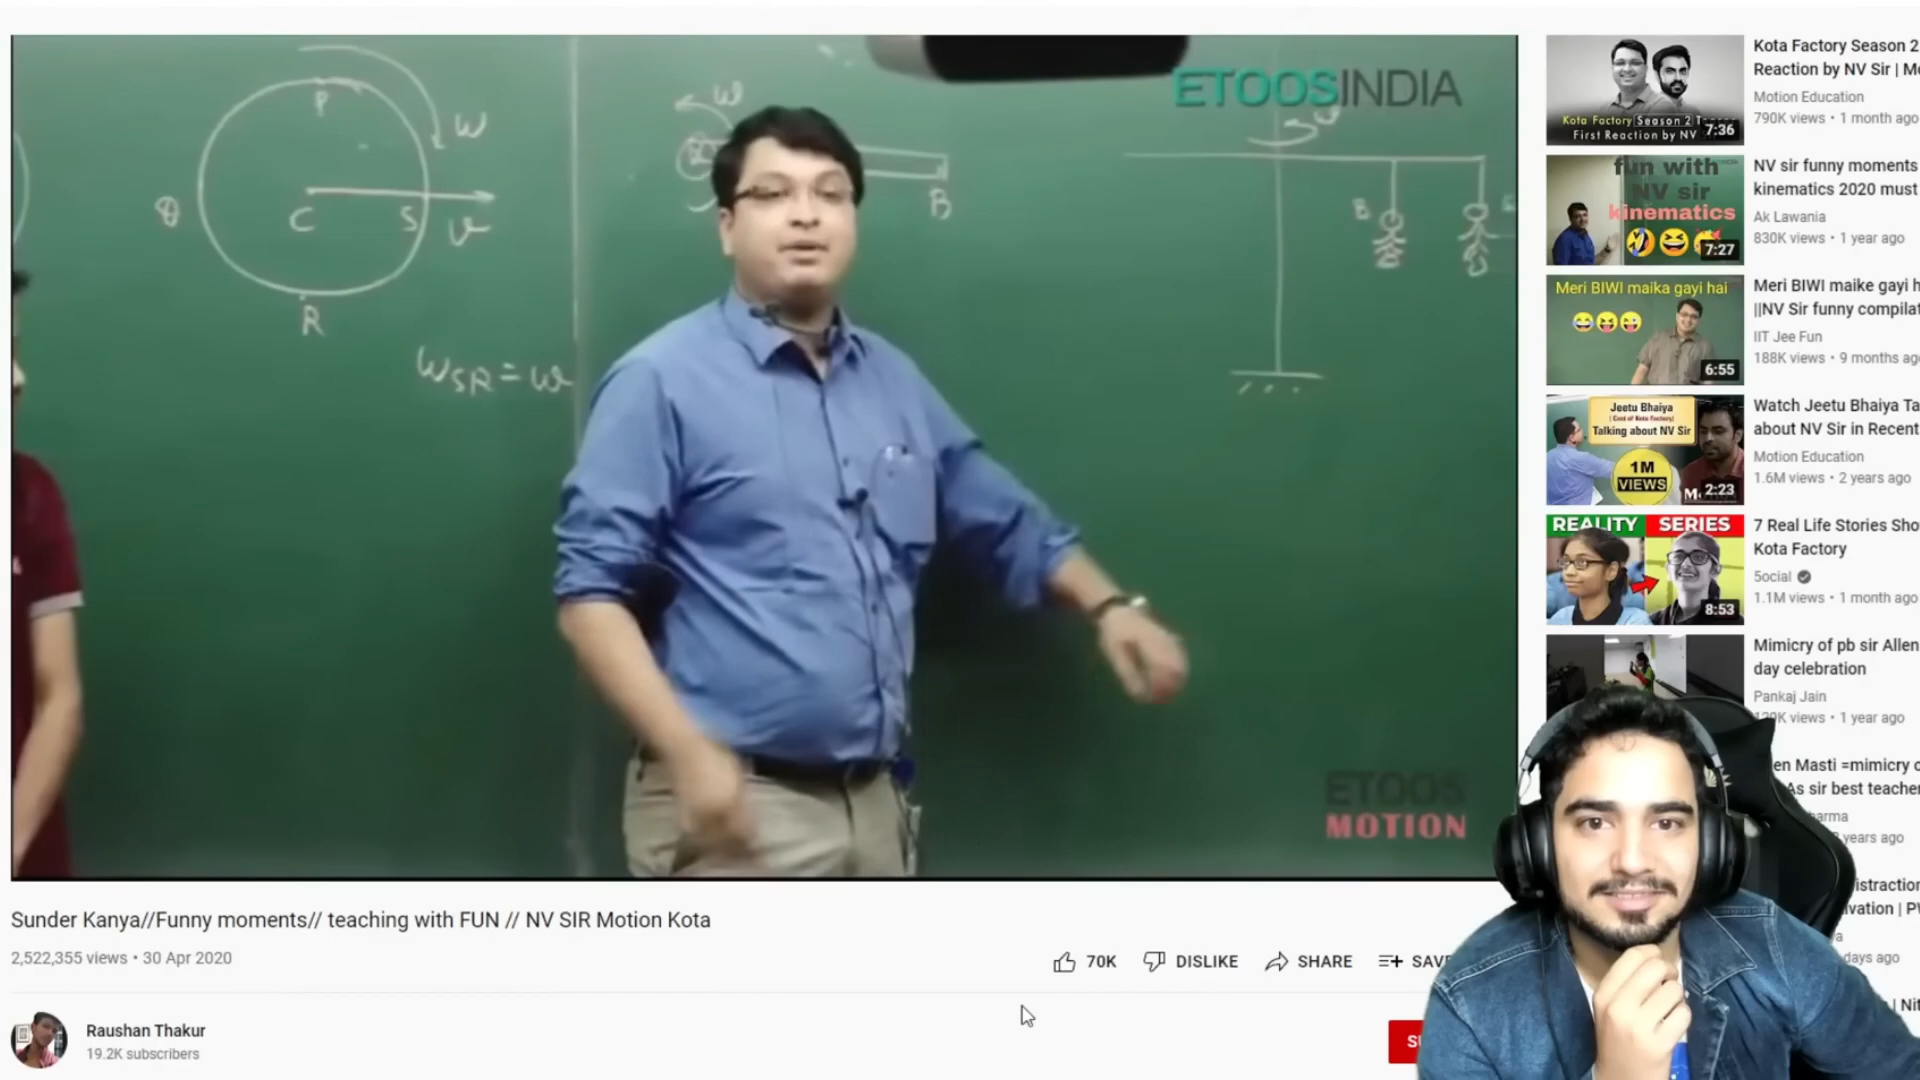 P
W
Q
C
S
v
R
WSR = W
W
B
B
ETOOSINDIA
ETOOS
MOTION
Sunder Kanya//Funny moments// teaching with FUN // NV SIR Motion Kota
2,522,355 views • 30 Apr 2020
70K
DISLIKE
SHARE
SAVE
Raushan Thakur
19.2K subscribers
Kota Factory Season 2
First Reaction by NV
7:36
Kota Factory Season 2
Reaction by NV Sir |
Motion Education
790K views • 1 month ago
fun with
NV sir
kinematics
7:27
NV sir funny moments
kinematics 2020 must
Ak Lawania
830K views • 1 year ago
Meri BIWI maika gayi hai
6:55
Meri BIWI maike gayi
||NV Sir funny
IIT Jee Fun
188K views • 9 months ago
Jeetu Bhaiya
( Cast of Kota Factory)
Talking about NV Sir
1M
VIEWS
2:23
Watch Jeetu Bhaiya
about NV Sir in Recent
Motion Education
1.6M views • 2 years ago
REALITY SERIES
8:53
7 Real Life Stories
Kota Factory
5ocial
1.1M views • 1 month ago
Mimicry of pb sir Allen
day celebration
Pankaj Jain
views • 1 year ago
Masti =mimicry
As sir best
years ago
days ago